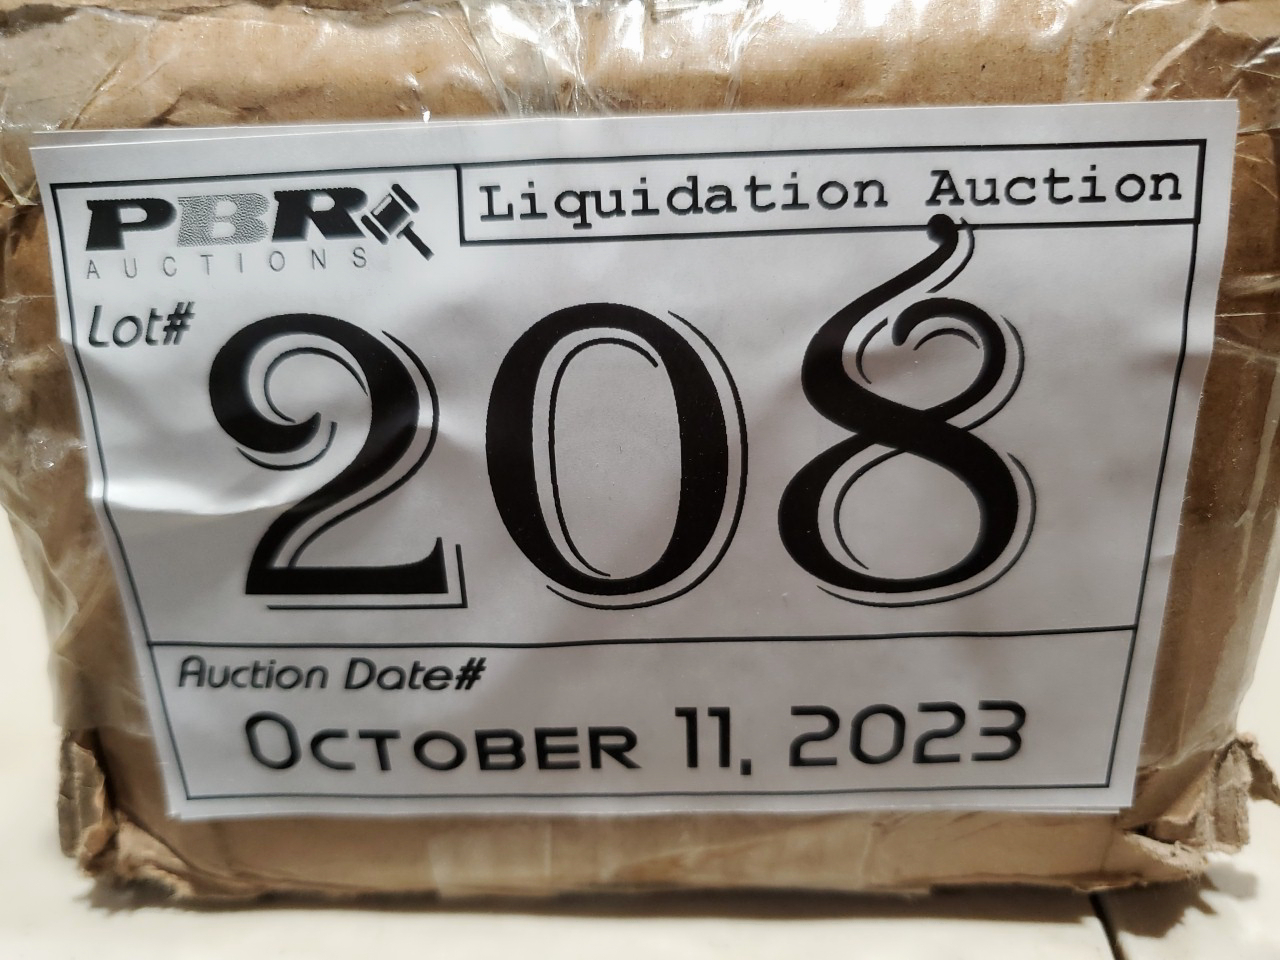 PBR
AUCTIONS
Liquidation Auction
Lot#
208
Auction Date#
October 11, 2023